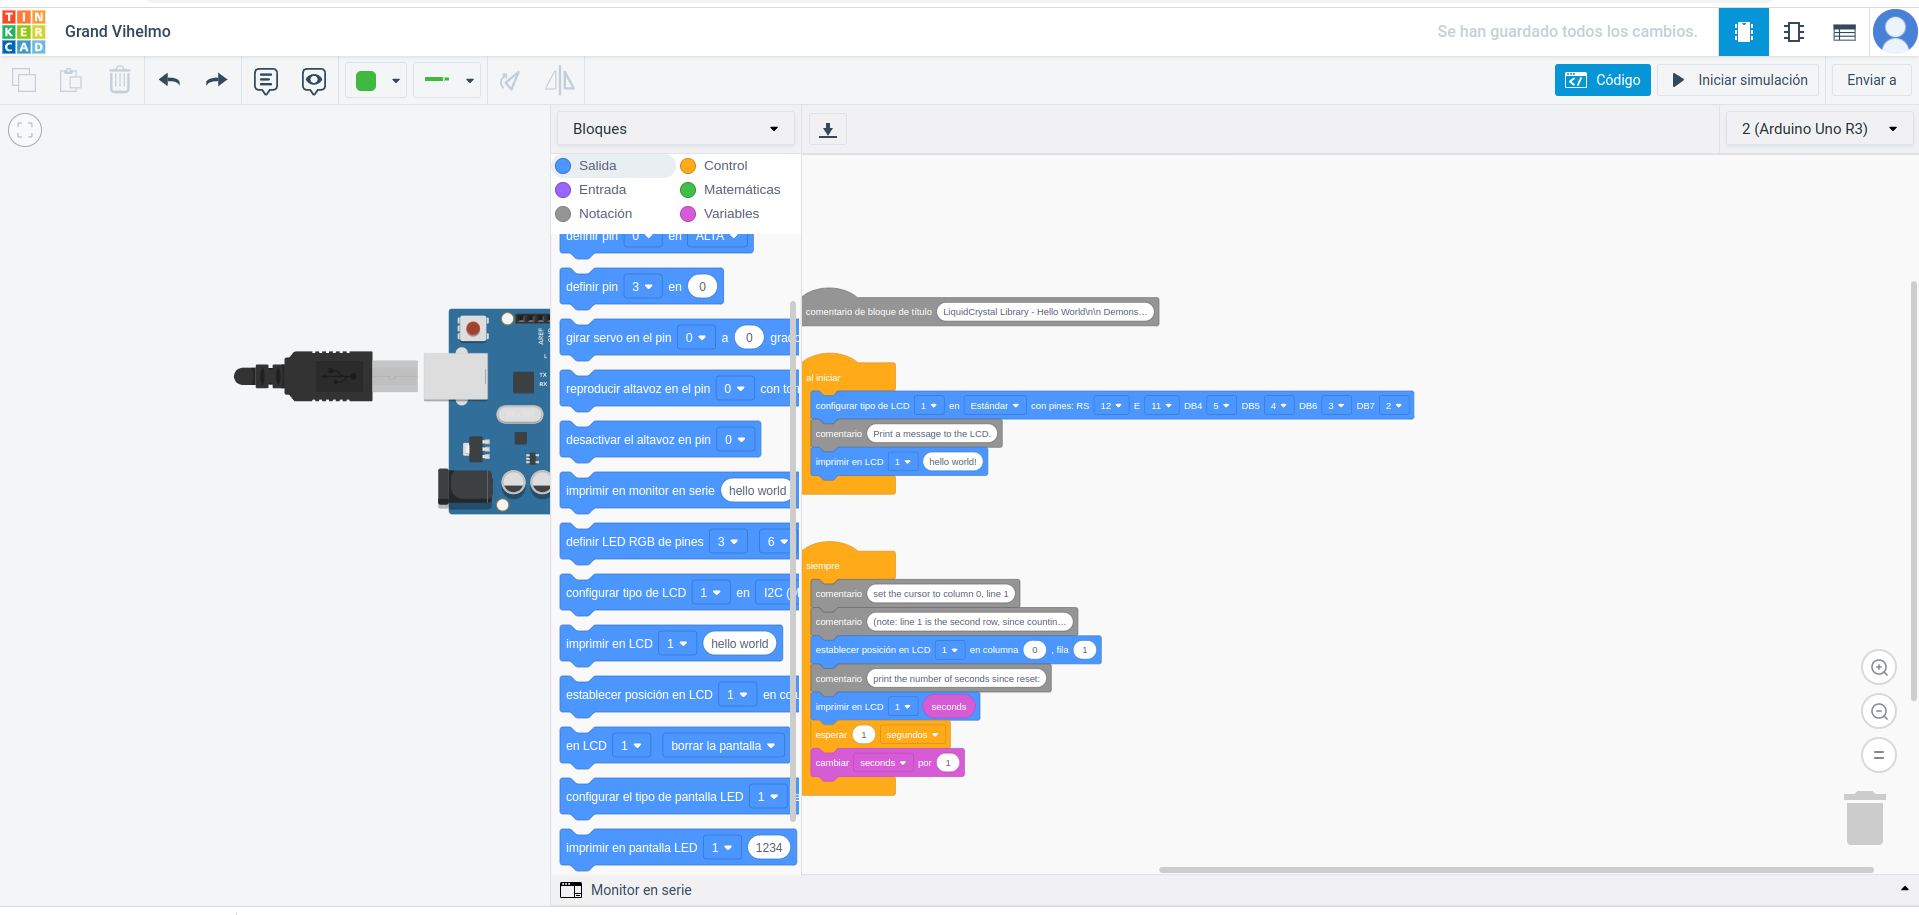 TIN
KER
CAD
Grand Vihelmo
Se han guardado todos los cambios.
Código
Iniciar simulación
Enviar a
Bloques
2 (Arduino Uno R3)
Salida
Control
Entrada
Matemáticas
Notación
Variables
definir pin 0 en ALTA
definir pin 3 en 0
girar servo en el pin 0 a 0
reproducir altavoz en el pin 0 con
desactivar el altavoz en pin 0
imprimir en monitor en serie hello world
definir LED RGB de pines 3 6
configurar tipo de LCD 1 en I2C
imprimir en LCD 1 hello world
establecer posición en LCD 1 en
en LCD 1 borrar la pantalla
configurar el tipo de pantalla LED 1
imprimir en pantalla LED 1 1234
AREF
L
TX
RX
comentario de bloque de título LiquidCrystal Library - Hello World\n\n Demons...
al iniciar
configurar tipo de LCD 1 en Estándar con pines: RS 12 E 11 DB4 5 DB5 4 DB6 3 DB7 2
comentario Print a message to the LCD.
imprimir en LCD 1 hello world!
siempre
comentario set the cursor to column 0, line 1
comentario (note: line 1 is the second row, since countin...
establecer posición en LCD 1 en columna 0 , fila 1
comentario print the number of seconds since reset:
imprimir en LCD 1 seconds
esperar 1 segundos
cambiar seconds por 1
Monitor en serie